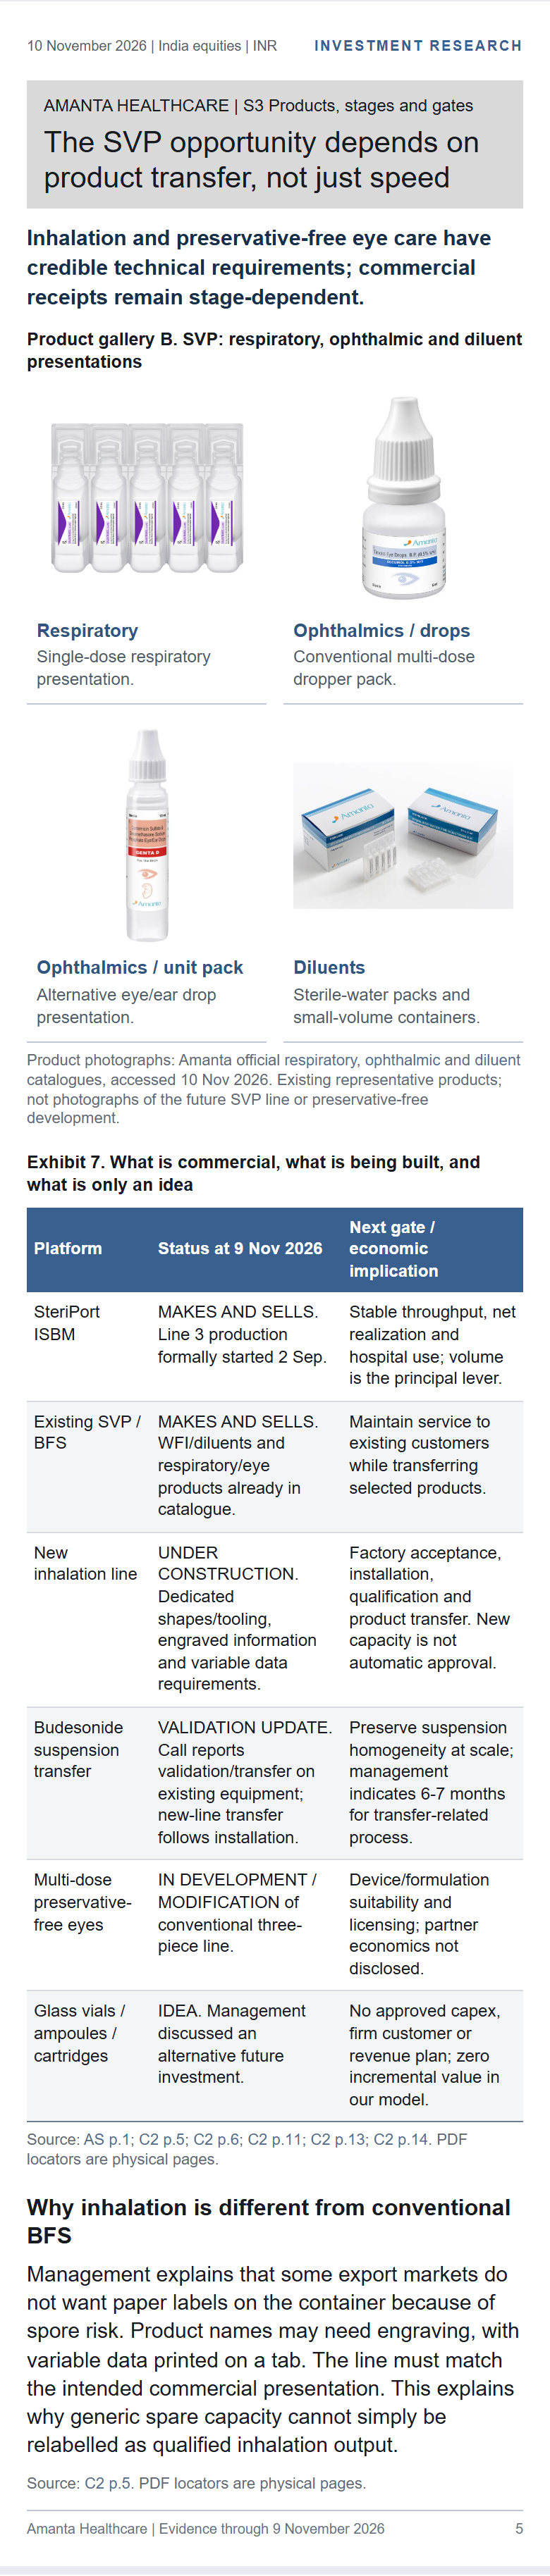 10 November 2026 | India equities | INR
INVESTMENT RESEARCH
AMANTA HEALTHCARE | S3 Products, stages and gates
The SVP opportunity depends on
product transfer, not just speed
Inhalation and preservative-free eye care have
credible technical requirements; commercial
receipts remain stage-dependent.
Product gallery B. SVP: respiratory, ophthalmic and diluent
presentations
Amanta
Respiratory
Single-dose respiratory
presentation.
Ophthalmics / drops
Conventional multi-dose
dropper pack.
GENTA D
Amanta
Amanta
Amanta
Ophthalmics / unit pack
Alternative eye/ear drop
presentation.
Diluents
Sterile-water packs and
small-volume containers.
Product photographs: Amanta official respiratory, ophthalmic and diluent
catalogues, accessed 10 Nov 2026. Existing representative products;
not photographs of the future SVP line or preservative-free
development.
Exhibit 7. What is commercial, what is being built, and
what is only an idea
Platform
Status at 9 Nov 2026
Next gate /
economic
implication
SteriPort
ISBM
MAKES AND SELLS.
Line 3 production
formally started 2 Sep.
Stable throughput, net
realization and
hospital use; volume
is the principal lever.
Existing SVP /
BFS
MAKES AND SELLS.
WFI/diluents and
respiratory/eye
products already in
catalogue.
Maintain service to
existing customers
while transferring
selected products.
New
inhalation line
UNDER
CONSTRUCTION.
Dedicated
shapes/tooling,
engraved information
and variable data
requirements.
Factory acceptance,
installation,
qualification and
product transfer. New
capacity is not
automatic approval.
Budesonide
suspension
transfer
VALIDATION UPDATE.
Call reports
validation/transfer on
existing equipment;
new-line transfer
follows installation.
Preserve suspension
homogeneity at scale;
management
indicates 6-7 months
for transfer-related
process.
Multi-dose
preservative-
free eyes
IN DEVELOPMENT /
MODIFICATION of
conventional three-
piece line.
Device/formulation
suitability and
licensing; partner
economics not
disclosed.
Glass vials /
ampoules /
cartridges
IDEA. Management
discussed an
alternative future
investment.
No approved capex,
firm customer or
revenue plan; zero
incremental value in
our model.
Source: AS p.1; C2 p.5; C2 p.6; C2 p.11; C2 p.13; C2 p.14. PDF
locators are physical pages.
Why inhalation is different from conventional
BFS
Management explains that some export markets do
not want paper labels on the container because of
spore risk. Product names may need engraving, with
variable data printed on a tab. The line must match
the intended commercial presentation. This explains
why generic spare capacity cannot simply be
relabelled as qualified inhalation output.
Source: C2 p.5. PDF locators are physical pages.
Amanta Healthcare | Evidence through 9 November 2026
5